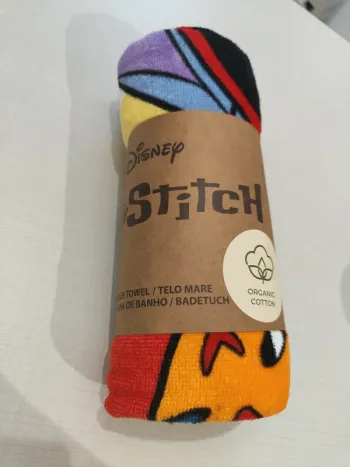 Disney
Stitch
TOWEL / TELO MARE
DE BANHO / BADETUCH
ORGANIC
COTTON